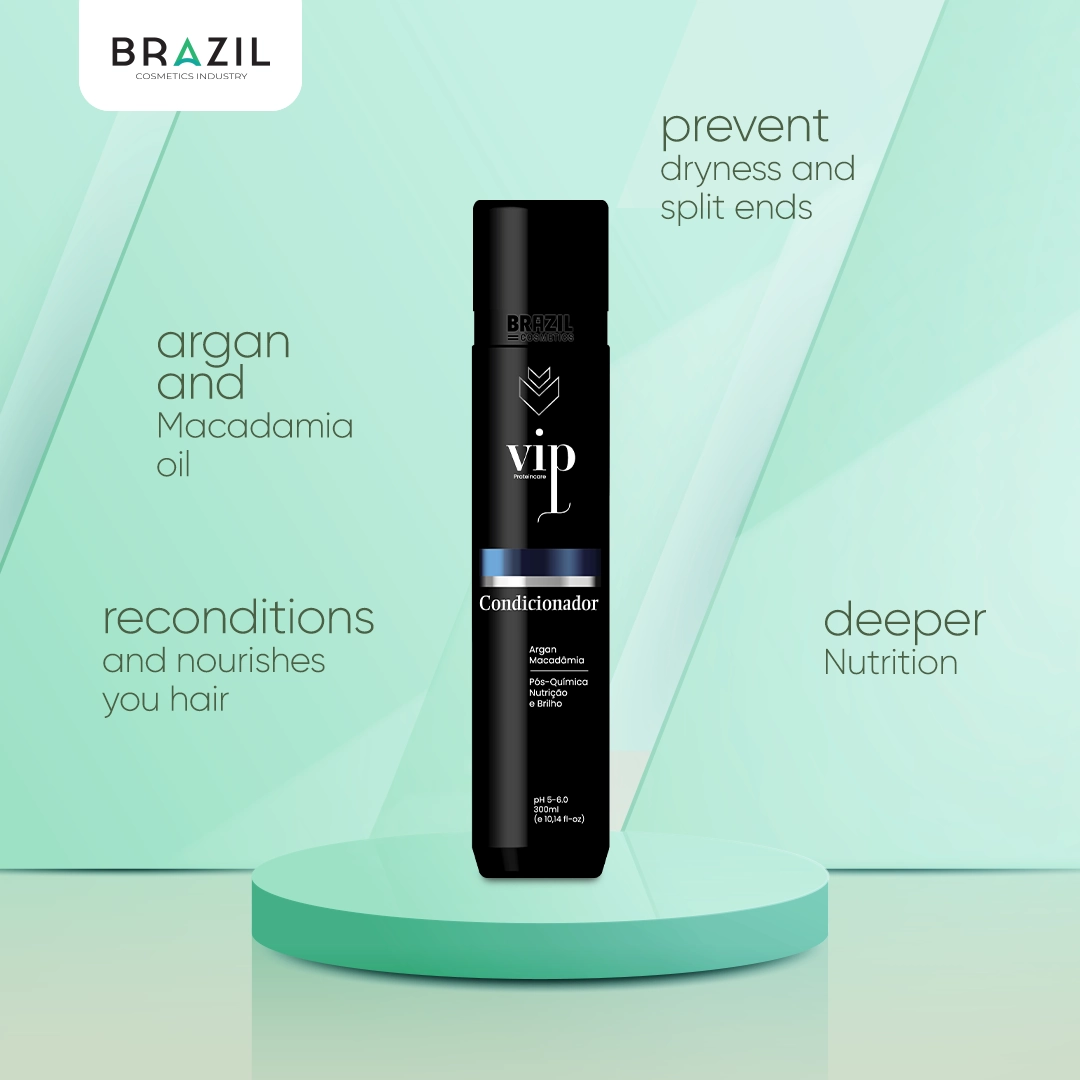 BRAZIL
COSMETICS INDUSTRY
prevent
dryness and
split ends
argan
and
Macadamia
oil
reconditions
and nourishes
you hair
deeper
Nutrition
BRAZIL
COSMETICS
vip
Proteincare
Condicionador
Argan
Macadâmia
Pós-Química
Nutrição
e Brilho
pH 5-6.0
300ml
(e 10,14 fl-oz)